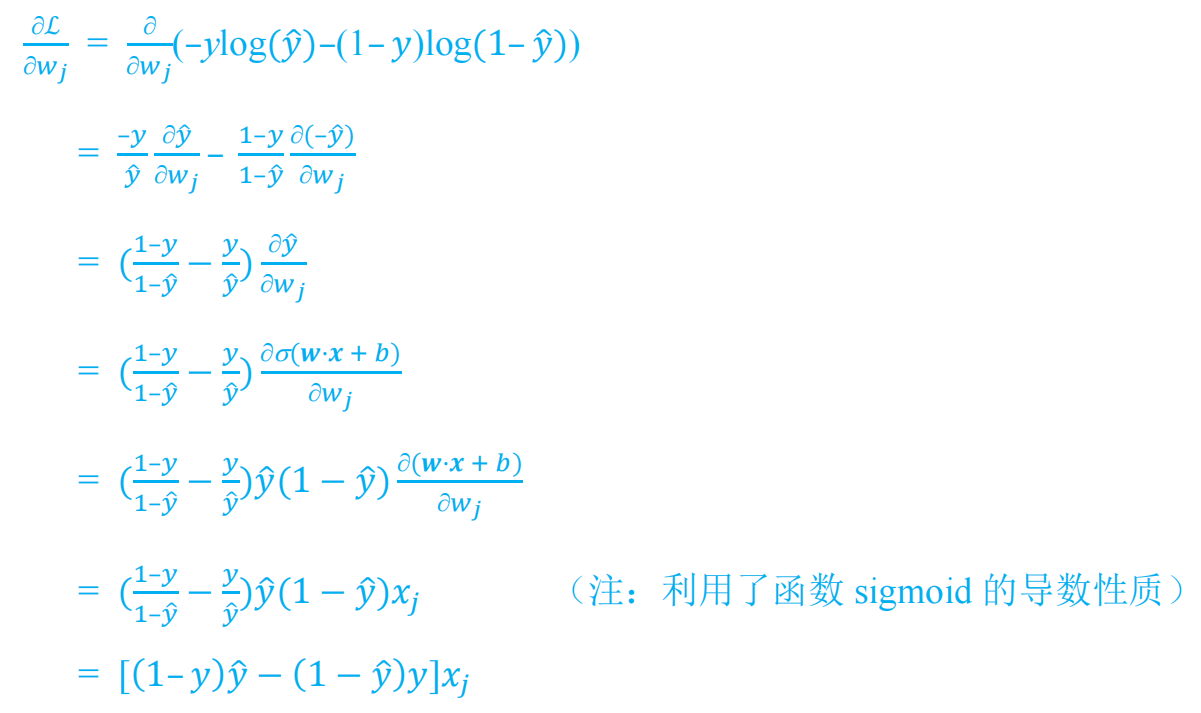 ∂ℒ/∂w_j = ∂/∂w_j(–ylog(ŷ)–(1–y)log(1–ŷ))
= –y/ŷ ∂ŷ/∂w_j – 1–y/1–ŷ ∂(–ŷ)/∂w_j
= (1–y/1–ŷ − y/ŷ) ∂ŷ/∂w_j
= (1–y/1–ŷ − y/ŷ) ∂σ(w·x + b)/∂w_j
= (1–y/1–ŷ − y/ŷ)ŷ(1 − ŷ) ∂(w·x + b)/∂w_j
= (1–y/1–ŷ − y/ŷ)ŷ(1 − ŷ)x_j （注：利用了函数 sigmoid 的导数性质）
= [(1–y)ŷ − (1 − ŷ)y]x_j